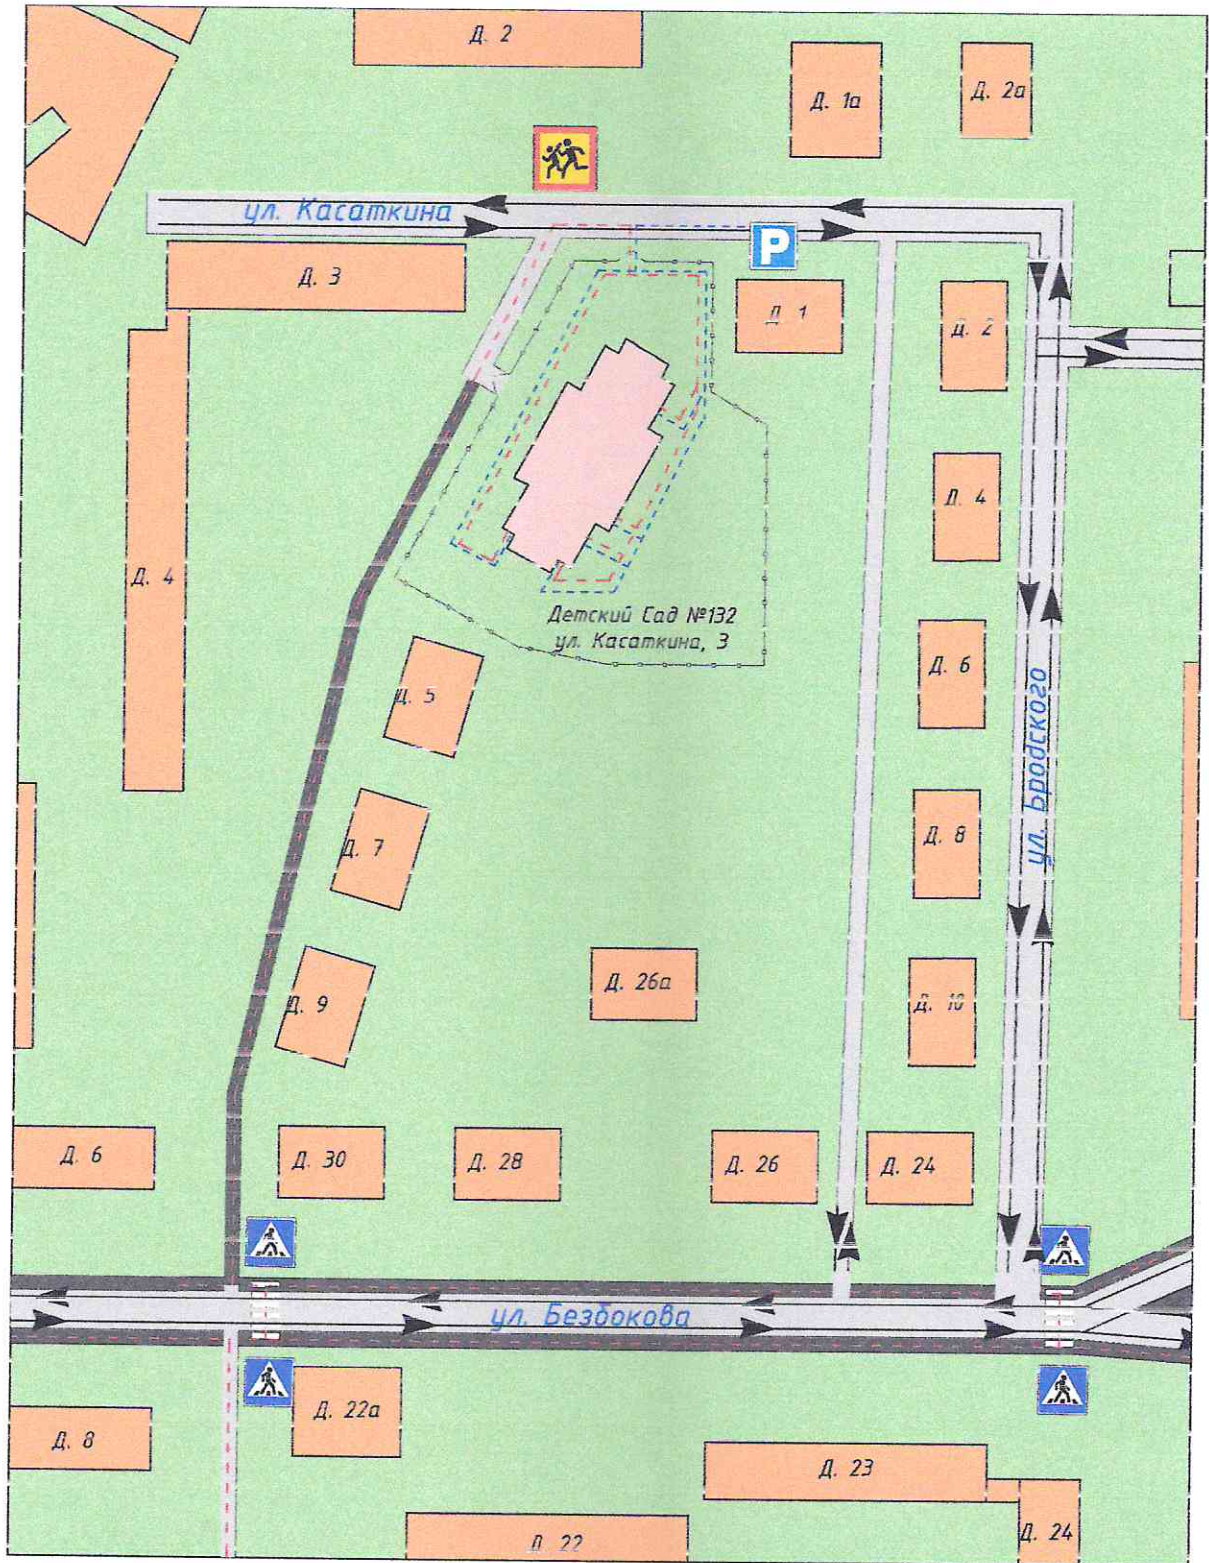 Д. 2
Д. 1а
Д. 2а
ул. Касаткина
P
Д. 3
Д. 1
Д. 2
Д. 4
Д. 4
Детский Сад №132
ул. Касаткина, 3
Д. 6
Д. 5
ул. Бродского
Д. 7
Д. 8
Д. 26а
Д. 9
Д. 10
Д. 6
Д. 30
Д. 28
Д. 26
Д. 24
ул. Безбокова
Д. 22а
Д. 8
Д. 23
Д. 24
Д. 22